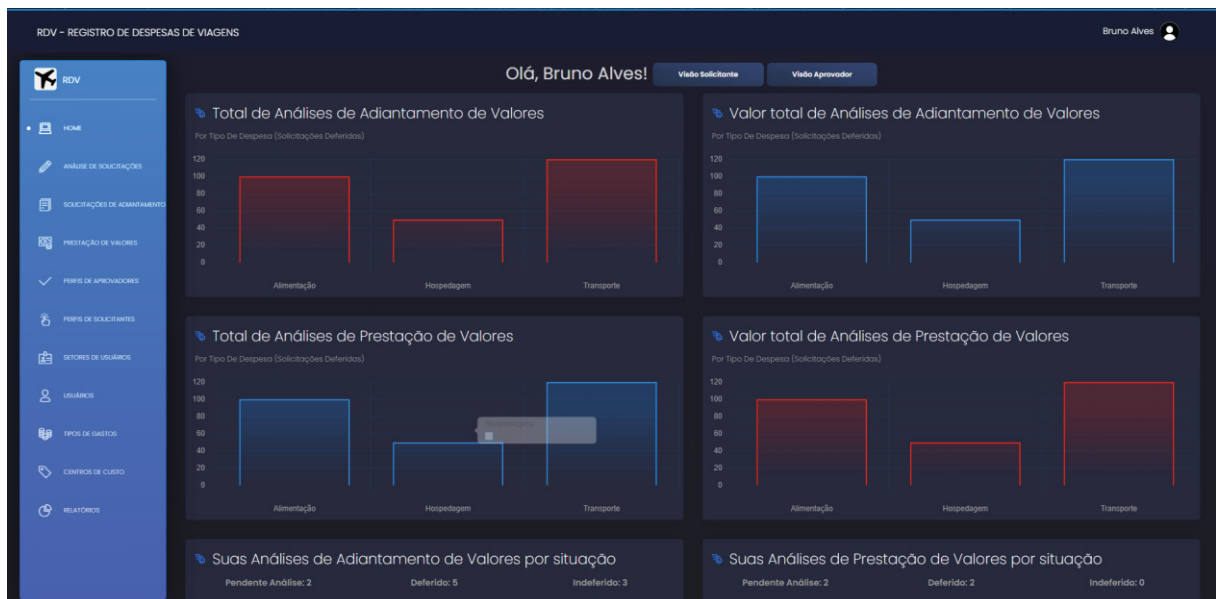 RDV - REGISTRO DE DESPESAS DE VIAGENS
Bruno Alves
RDV
HOME
ANÁLISE DE SOLICITAÇÕES
SOLICITAÇÕES DE ADIANTAMENTO
PRESTAÇÃO DE VALORES
PERFIS DE APROVADORES
PERFIS DE SOLICITANTES
SETORES DE USUÁRIOS
USUÁRIOS
TIPOS DE GASTOS
CENTROS DE CUSTO
RELATÓRIOS
Olá, Bruno Alves!
Visão Solicitante
Visão Aprovador
Total de Análises de Adiantamento de Valores
Por Tipo De Despesa (Solicitações Deferidas)
120
100
80
60
40
20
0
Alimentação Hospedagem Transporte
Valor total de Análises de Adiantamento de Valores
Por Tipo De Despesa (Solicitações Deferidas)
120
100
80
60
40
20
0
Alimentação Hospedagem Transporte
Total de Análises de Prestação de Valores
Por Tipo De Despesa (Solicitações Deferidas)
120
100
80
60
40
20
0
Hospedagem
Alimentação Hospedagem Transporte
Valor total de Análises de Prestação de Valores
Por Tipo De Despesa (Solicitações Deferidas)
120
100
80
60
40
20
0
Alimentação Hospedagem Transporte
Suas Análises de Adiantamento de Valores por situação
Pendente Análise: 2 Deferido: 5 Indeferido: 3
Suas Análises de Prestação de Valores por situação
Pendente Análise: 2 Deferido: 2 Indeferido: 0